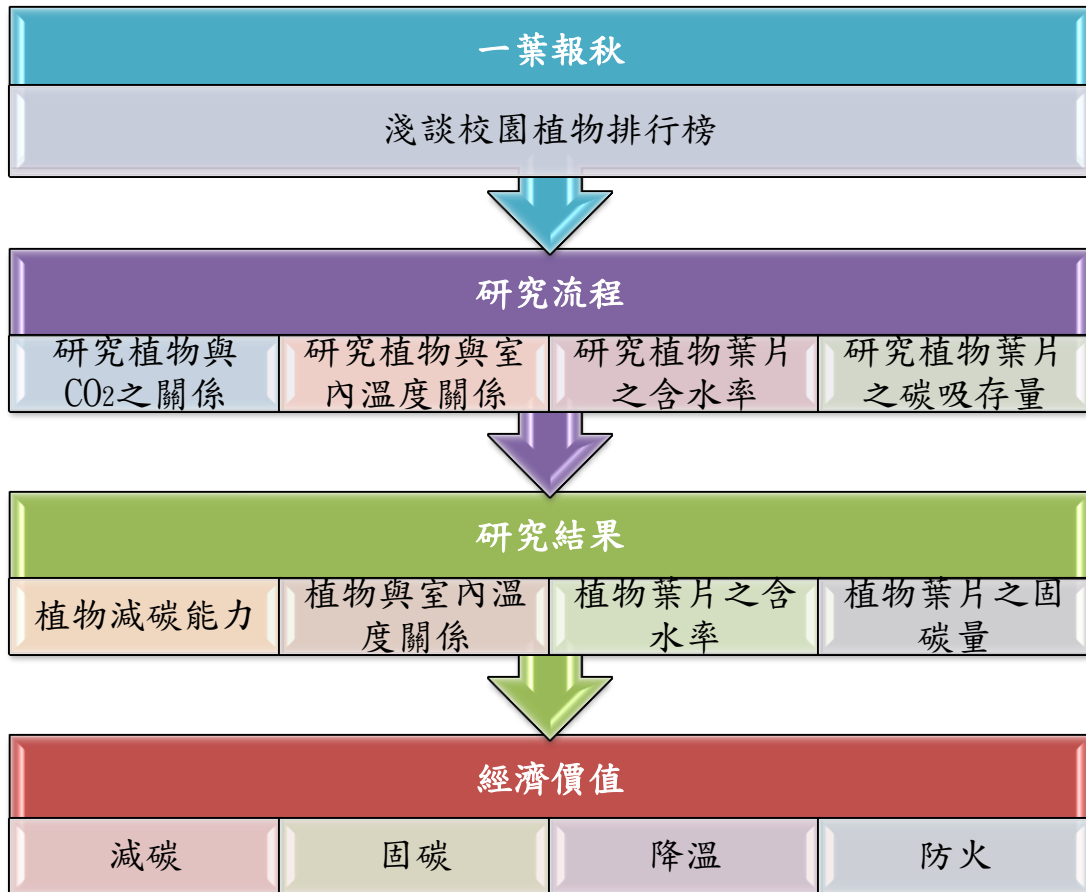 一葉報秋
淺談校園植物排行榜
研究流程
研究植物與
CO2之關係
研究植物與室
內溫度關係
研究植物葉片
之含水率
研究植物葉片
之碳吸存量
研究結果
植物減碳能力
植物與室內溫
度關係
植物葉片之含
水率
植物葉片之固
碳量
經濟價值
減碳
固碳
降溫
防火